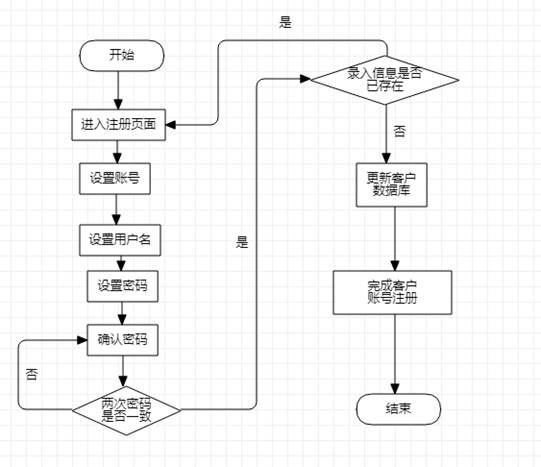 开始
进入注册页面
设置账号
设置用户名
设置密码
确认密码
否
两次密码
是否一致
是
是
录入信息是否
已存在
否
更新客户
数据库
完成客户
账号注册
结束